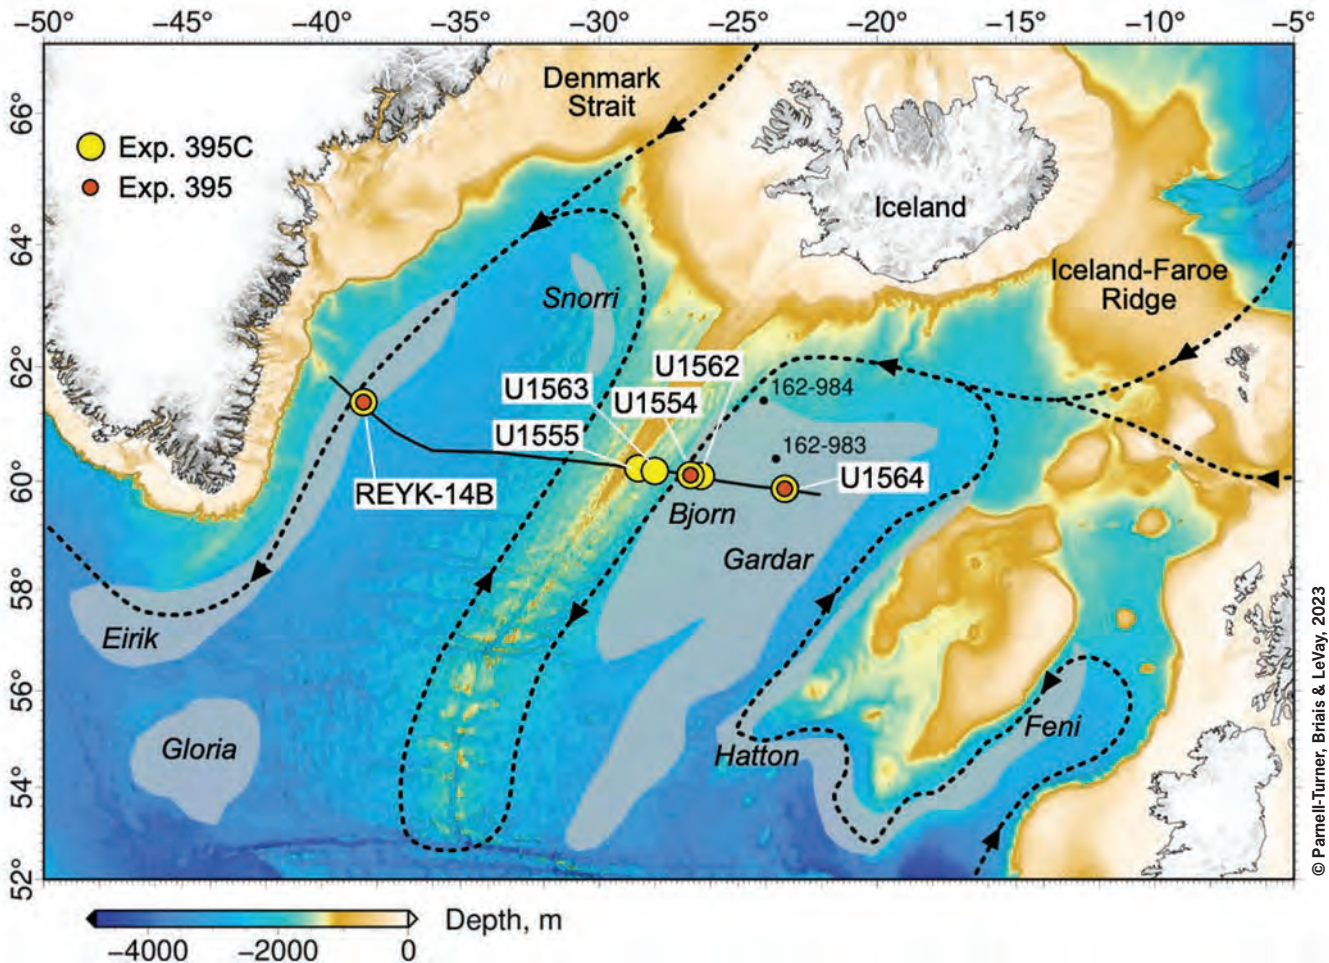 −50° −45° −40° −35° −30° −25° −20° −15° −10° −5°
66°
64°
62°
60°
58°
56°
54°
52°
Exp. 395C
Exp. 395
Denmark
Strait
Iceland
Iceland-Faroe
Ridge
Snorri
U1562
U1563
U1554
U1555
162-984
162-983
U1564
REYK-14B
Bjorn
Gardar
Eirik
Gloria
Hatton
Feni
Depth, m
−4000 −2000 0
© Parnell-Turner, Briais & LeVay, 2023